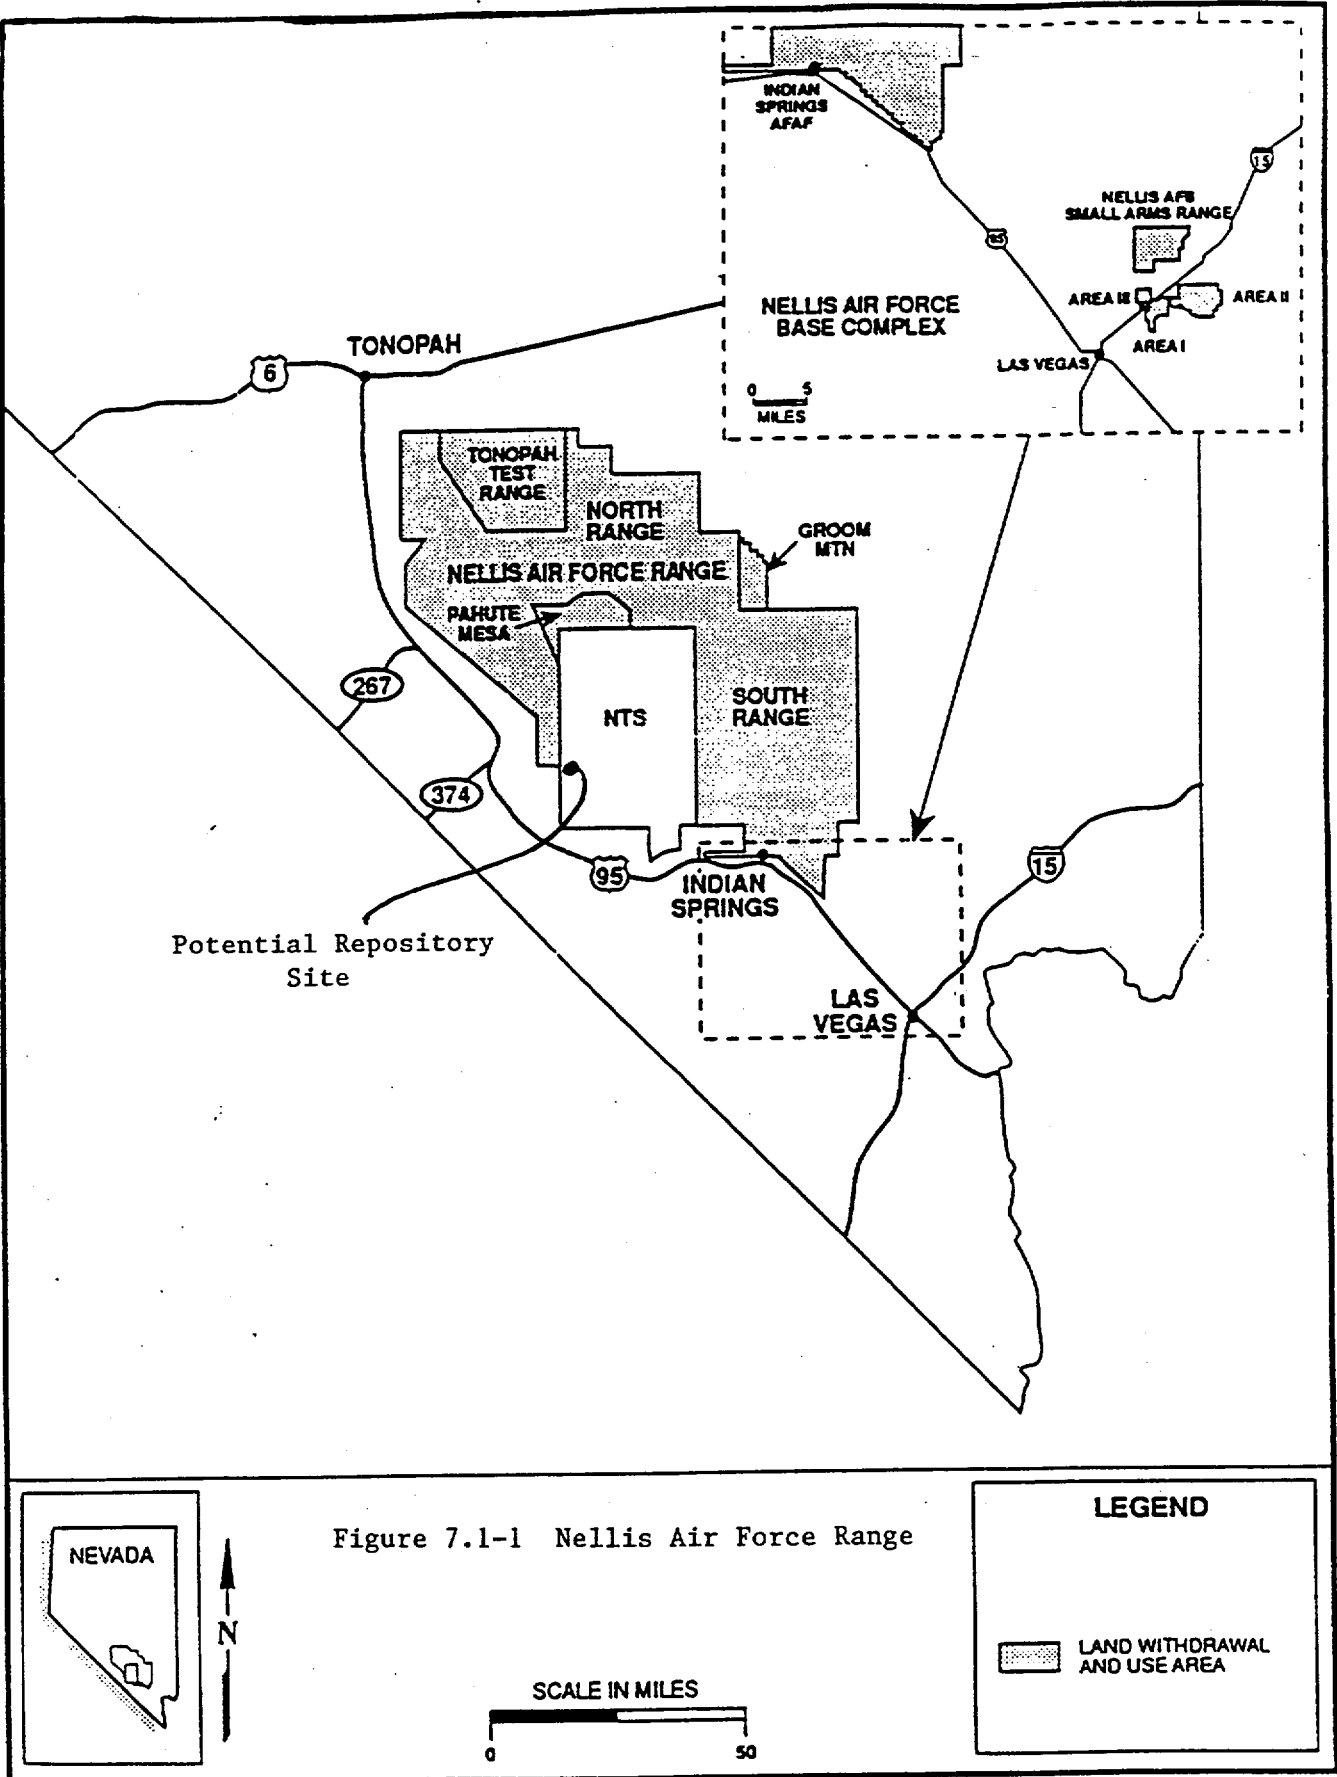 INDIAN
SPRINGS
AFAF
15
NELLIS AFB
SMALL ARMS RANGE
95
NELLIS AIR FORCE
BASE COMPLEX
AREA III
AREA II
AREA I
LAS VEGAS
0 5
MILES
TONOPAH
6
TONOPAH
TEST
RANGE
NORTH
RANGE
GROOM
MTN
NELLIS AIR FORCE RANGE
PAHUTE
MESA
267
NTS
SOUTH
RANGE
374
95
INDIAN
SPRINGS
15
Potential Repository
Site
LAS
VEGAS
NEVADA
N
Figure 7.1-1 Nellis Air Force Range
SCALE IN MILES
0 50
LEGEND
LAND WITHDRAWAL
AND USE AREA